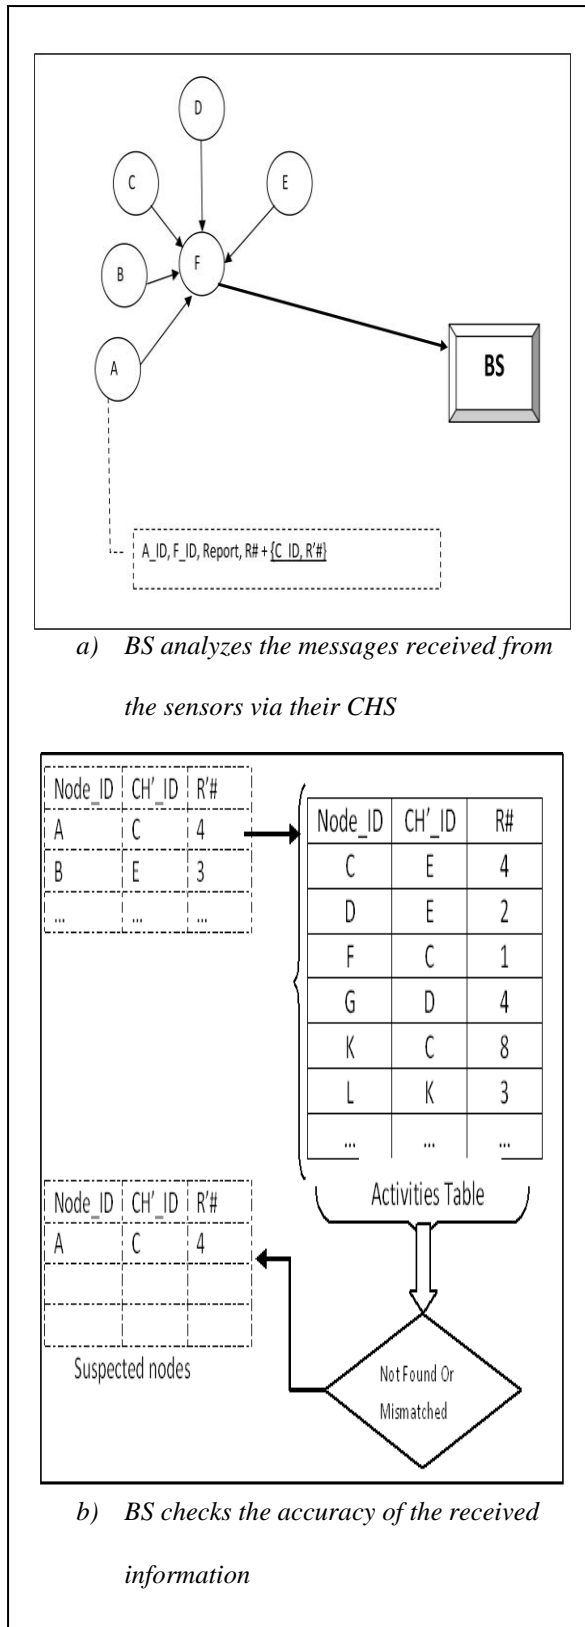 D
C
E
B
F
A
BS
A_ID, F_ID, Report, R# + {C_ID, R'#}
a) BS analyzes the messages received from
the sensors via their CHS
Node_ID CH'_ID R'#
A C 4
B E 3
... ... ...
Node_ID CH'_ID R#
C E 4
D E 2
F C 1
G D 4
K C 8
L K 3
... ... ...
Activities Table
Node_ID CH'_ID R'#
A C 4
Suspected nodes
Not Found Or
Mismatched
b) BS checks the accuracy of the received
information